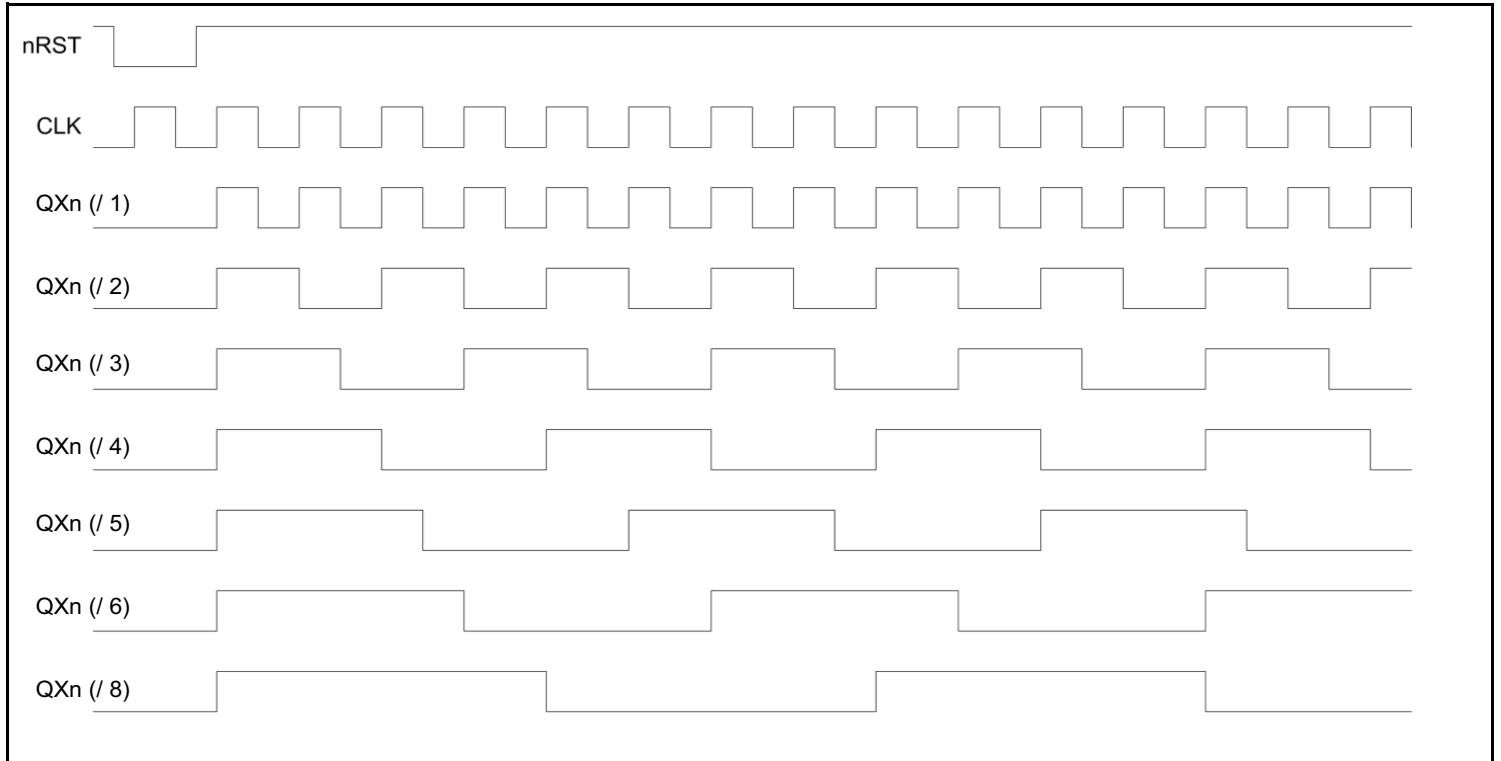 nRST
CLK
QXn (/ 1)
QXn (/ 2)
QXn (/ 3)
QXn (/ 4)
QXn (/ 5)
QXn (/ 6)
QXn (/ 8)